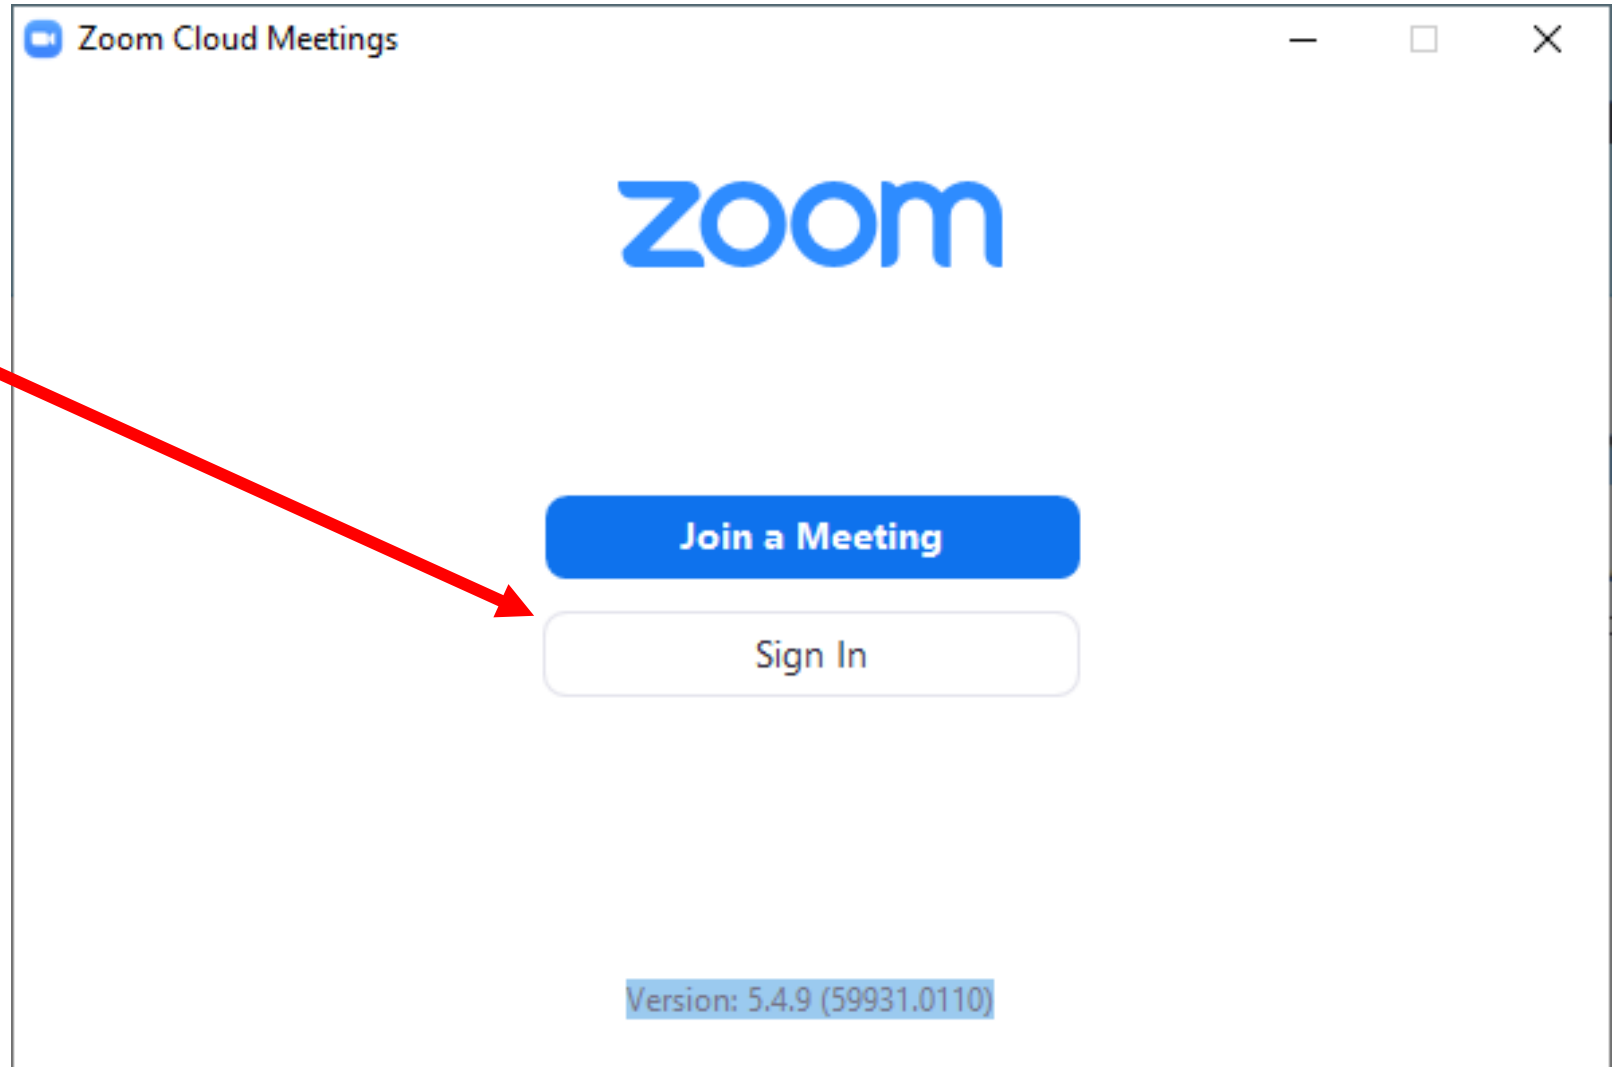 Zoom Cloud Meetings
zoom
Join a Meeting
Sign In
Version: 5.4.9 (59931.0110)